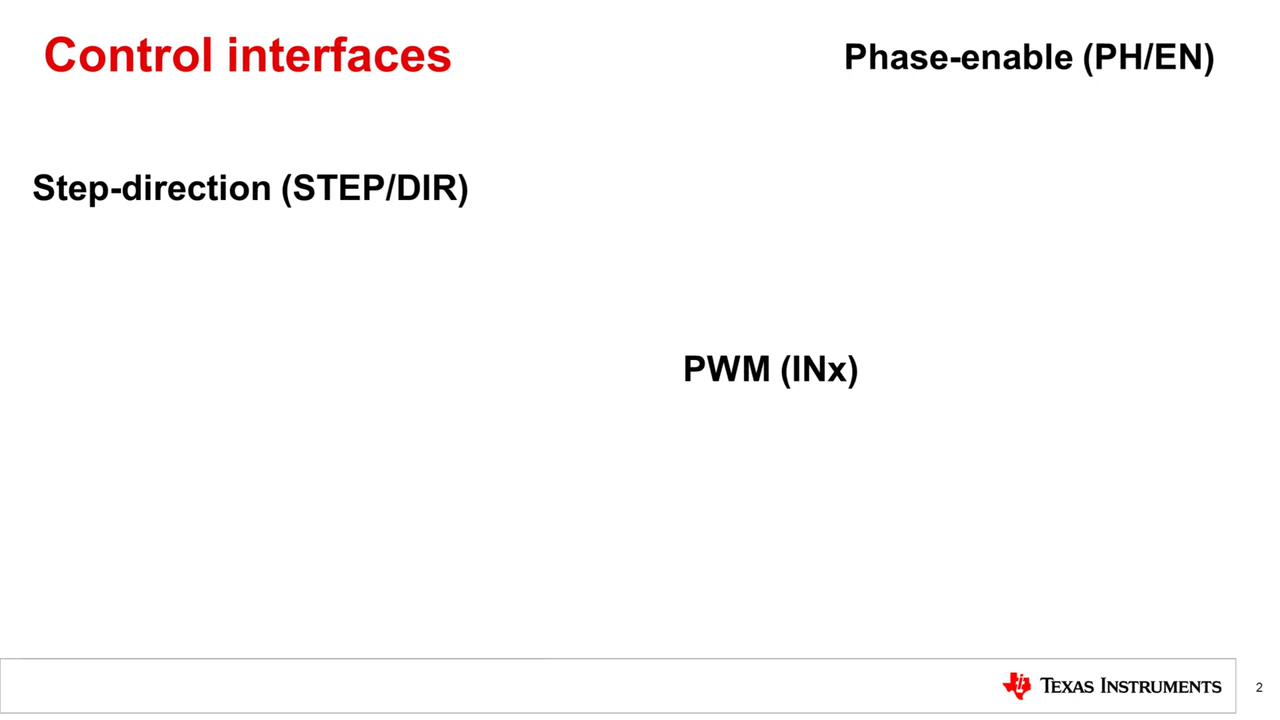 Control interfaces
Phase-enable (PH/EN)
Step-direction (STEP/DIR)
PWM (INx)
TEXAS INSTRUMENTS
2